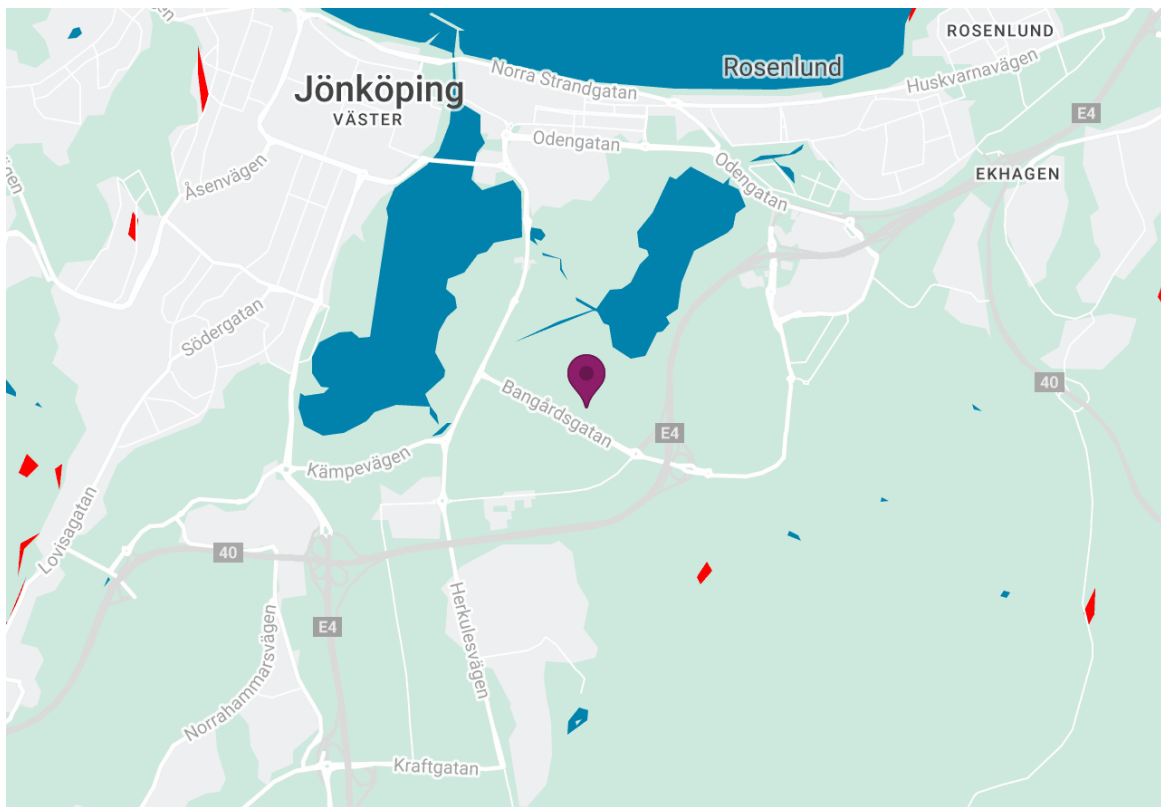 ROSENLUND
Rosenlund
Norra Strandgatan
Huskvarnavägen
Jönköping
VÄSTER
E4
Odengatan
Odengatan
EKHAGEN
Åsenvägen
vägen
Södergatan
40
Bangårdsgatan
E4
Kämpevägen
Lovisagatan
40
Herkulesvägen
E4
Norrahammarsvägen
Kraftgatan